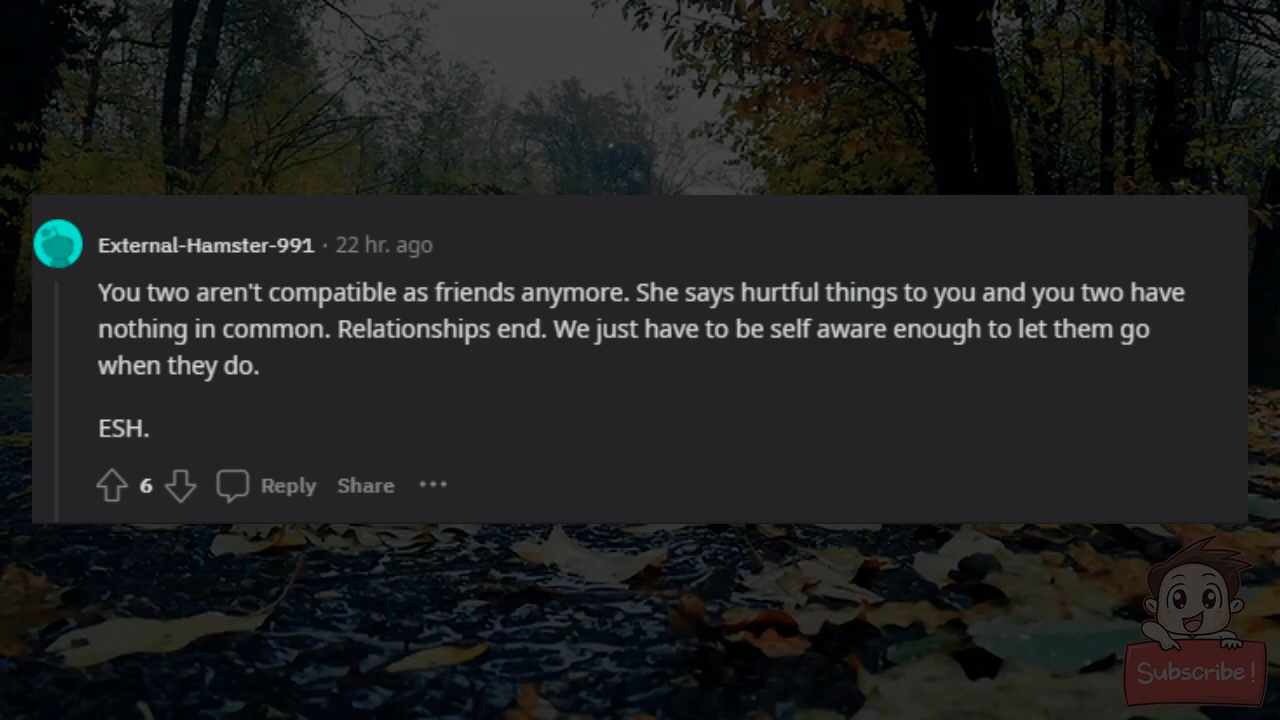 External-Hamster-991 · 22 hr. ago
You two aren't compatible as friends anymore. She says hurtful things to you and you two have
nothing in common. Relationships end. We just have to be self aware enough to let them go
when they do.
ESH.
6 Reply Share ···
Subscribe!